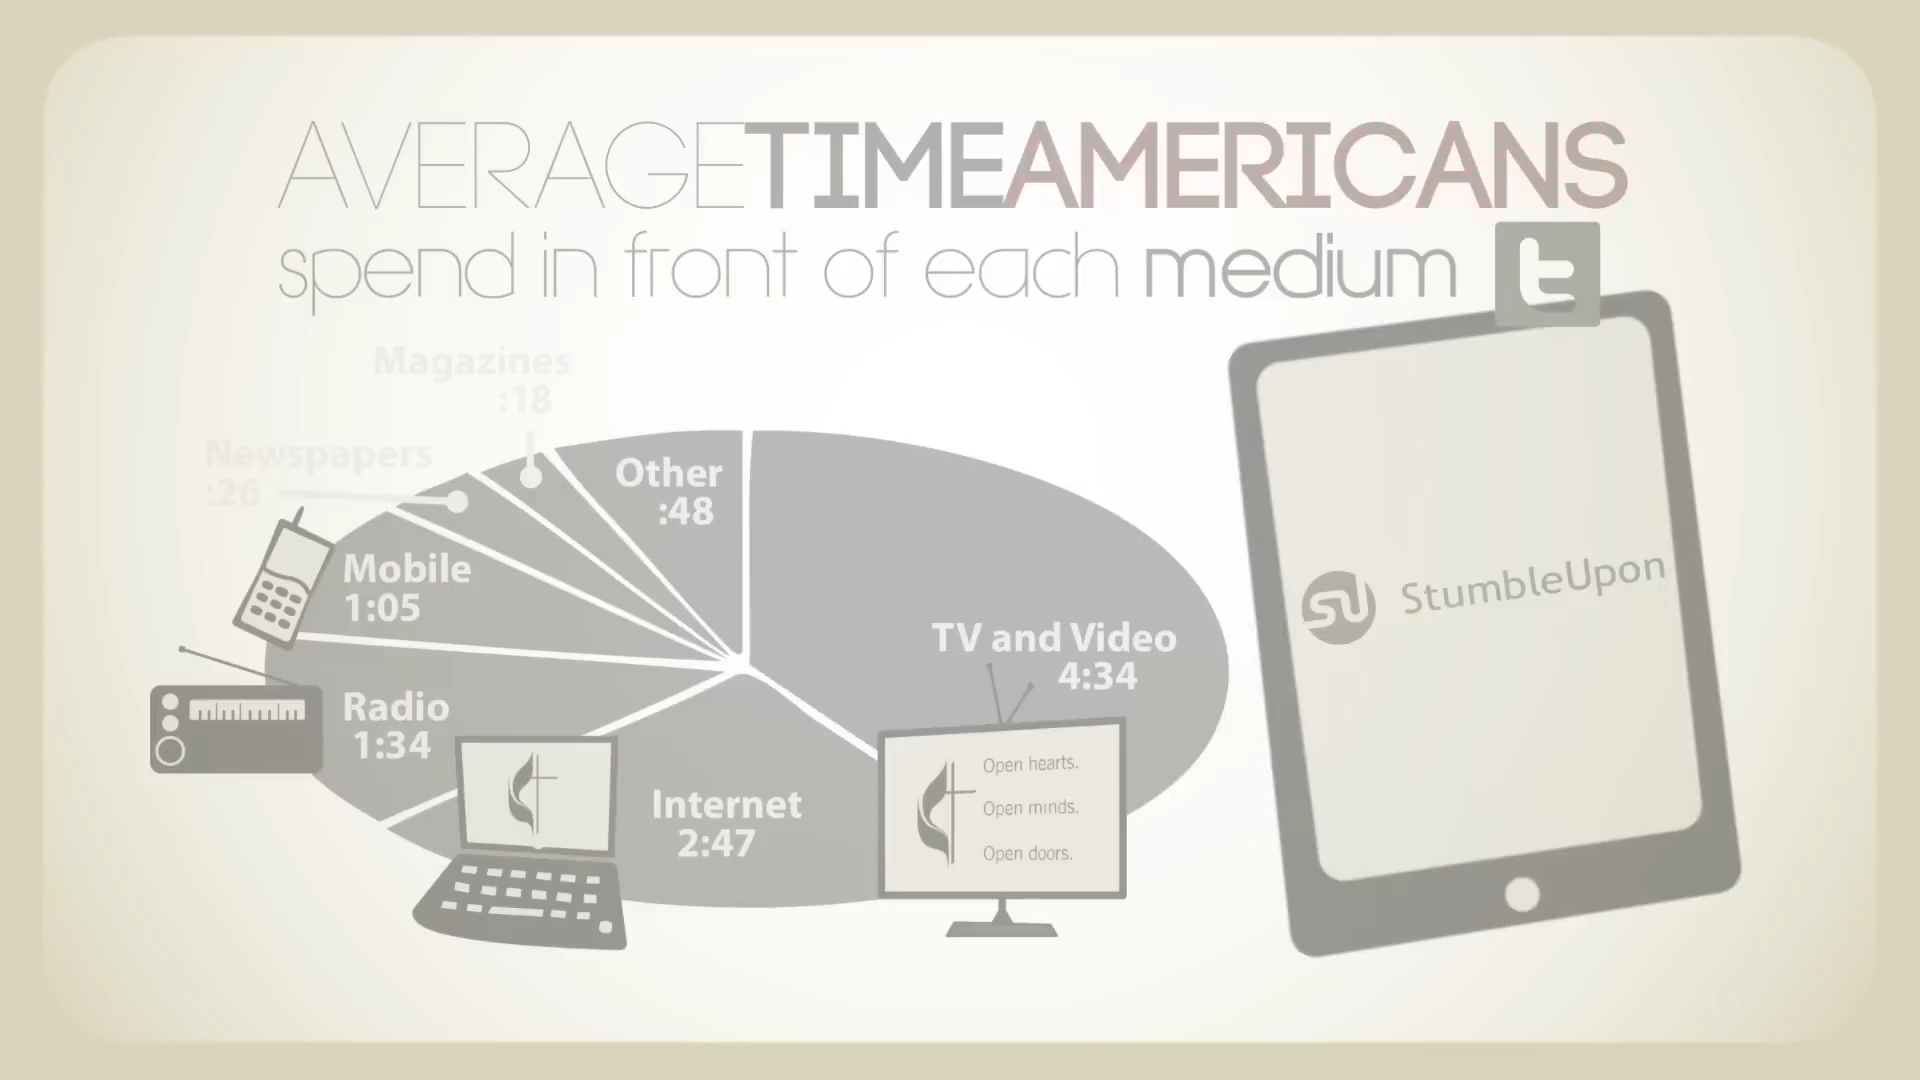 AVERAGETIMEAMERICANS
spend in front of each medium
t
Magazines
:18
Newspapers
:26
Other
:48
Mobile
1:05
TV and Video
4:34
Radio
1:34
Internet
2:47
Open hearts.
Open minds.
Open doors.
StumbleUpon